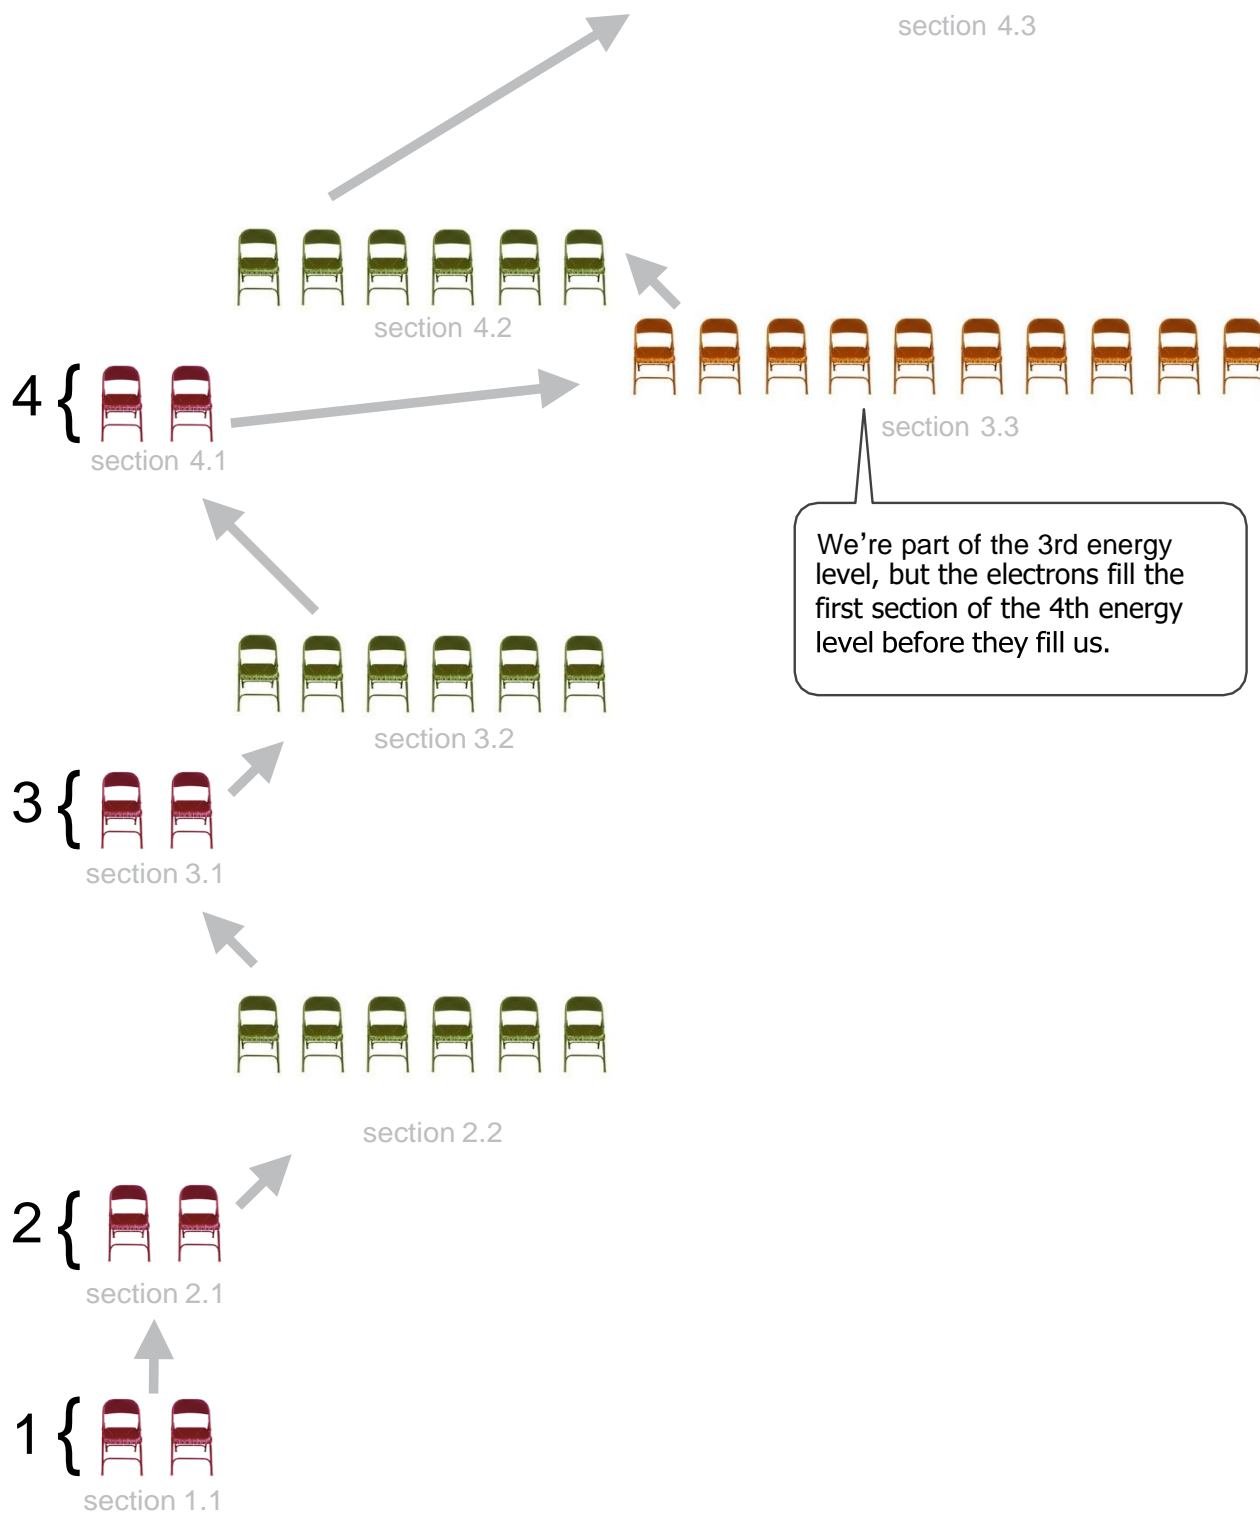 section 4.3
section 4.2
4 {
section 4.1
section 3.3
We're part of the 3rd energy
level, but the electrons fill the
first section of the 4th energy
level before they fill us.
section 3.2
3 {
section 3.1
section 2.2
2 {
section 2.1
1 {
section 1.1